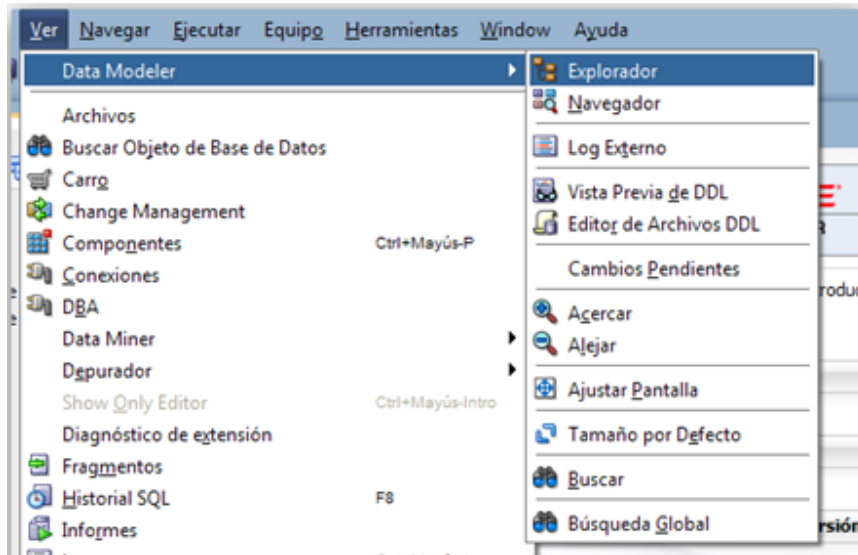 Ver Navegar Ejecutar Equipo Herramientas Window Ayuda
Data Modeler
Archivos
Buscar Objeto de Base de Datos
Carro
Change Management
Componentes Ctrl+Mayús-P
Conexiones
DBA
Data Miner
Depurador
Show Only Editor Ctrl+Mayús-Intro
Diagnóstico de extensión
Fragmentos
Historial SQL F8
Informes
Explorador
Navegador
Log Externo
Vista Previa de DDL
Editor de Archivos DDL
Cambios Pendientes
Acercar
Alejar
Ajustar Pantalla
Tamaño por Defecto
Buscar
Búsqueda Global